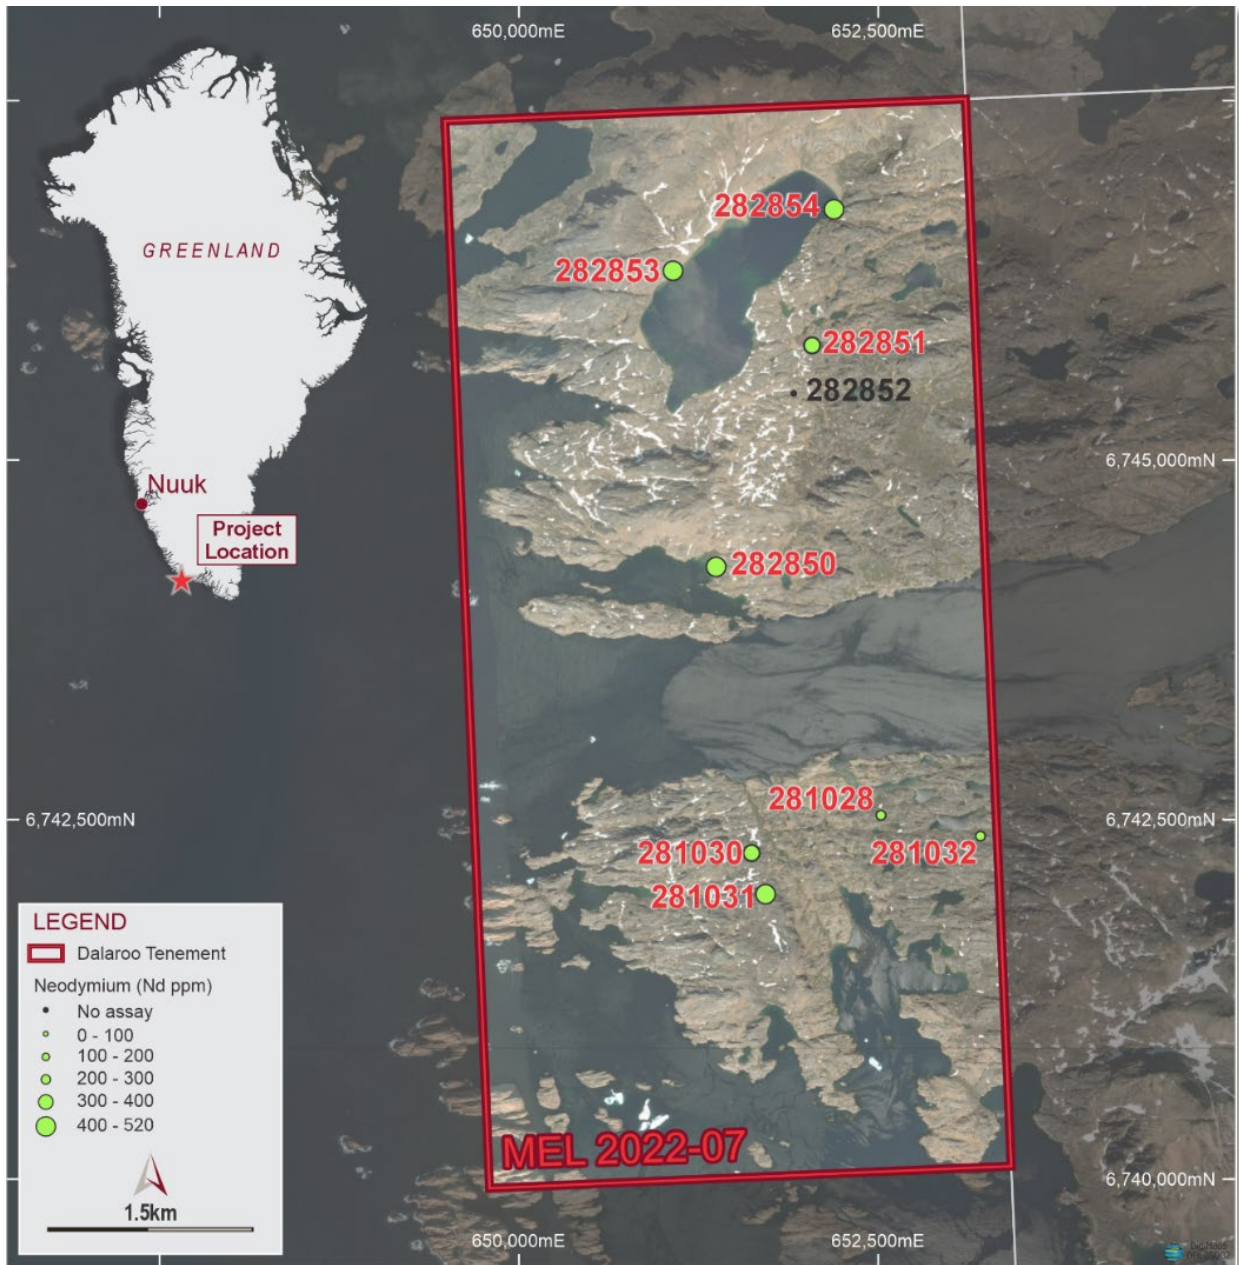 650,000mE
652,500mE
GREENLAND
282854
282853
282851
282852
6,745,000mN
Nuuk
Project
Location
282850
281028
6,742,500mN
6,742,500mN
281030
281032
281031
LEGEND
Dalaroo Tenement
Neodymium (Nd ppm)
No assay
0 - 100
100 - 200
200 - 300
300 - 400
400 - 520
MEL 2022-07
6,740,000mN
1.5km
650,000mE
652,500mE